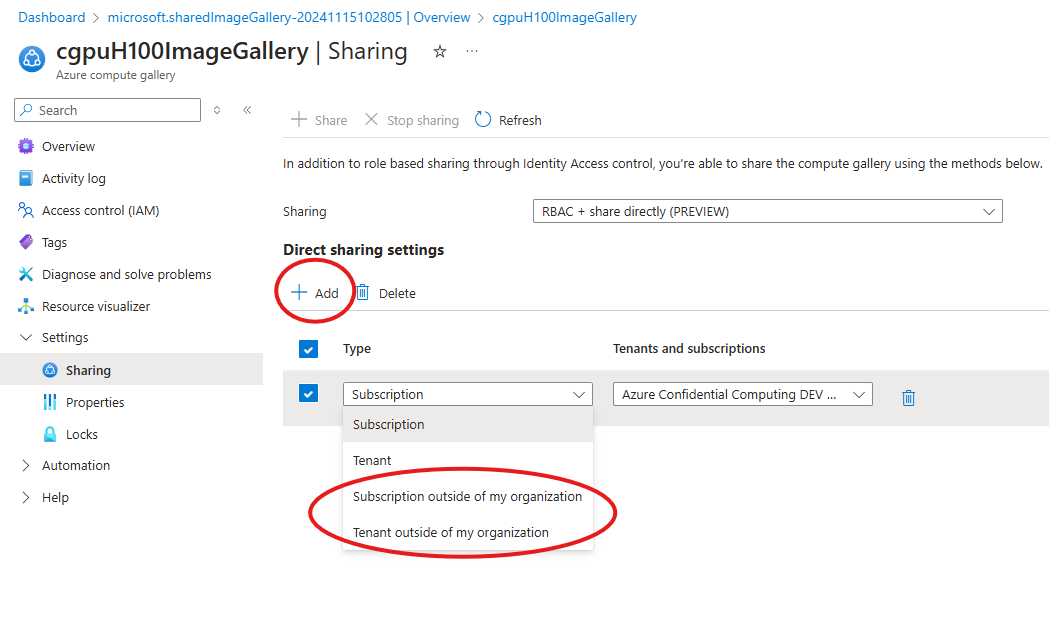 Dashboard > microsoft.sharedImageGallery-20241115102805 | Overview > cgpuH100ImageGallery
cgpuH100ImageGallery | Sharing
Azure compute gallery
Search
Share
Stop sharing
Refresh
Overview
Activity log
Access control (IAM)
Tags
Diagnose and solve problems
Resource visualizer
Settings
Sharing
Properties
Locks
Automation
Help
In addition to role based sharing through Identity Access control, you're able to share the compute gallery using the methods below.
Sharing
RBAC + share directly (PREVIEW)
Direct sharing settings
Add
Delete
Type
Tenants and subscriptions
Subscription
Azure Confidential Computing DEV ...
Subscription
Tenant
Subscription outside of my organization
Tenant outside of my organization